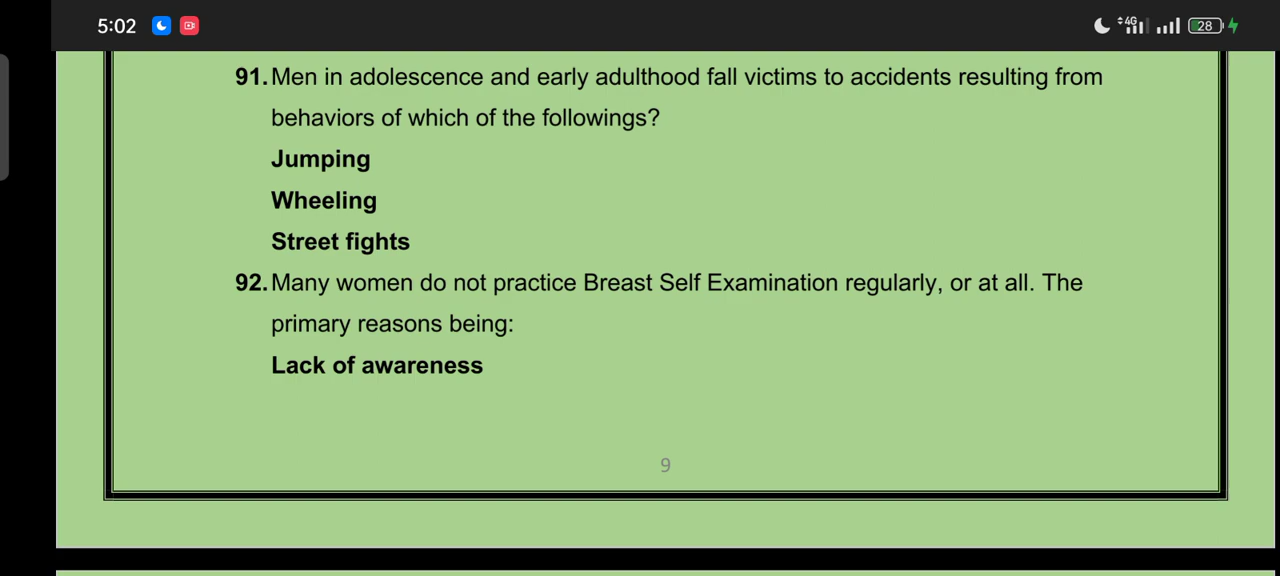 5:02 4G 28
91. Men in adolescence and early adulthood fall victims to accidents resulting from
behaviors of which of the followings?
Jumping
Wheeling
Street fights
92. Many women do not practice Breast Self Examination regularly, or at all. The
primary reasons being:
Lack of awareness
9